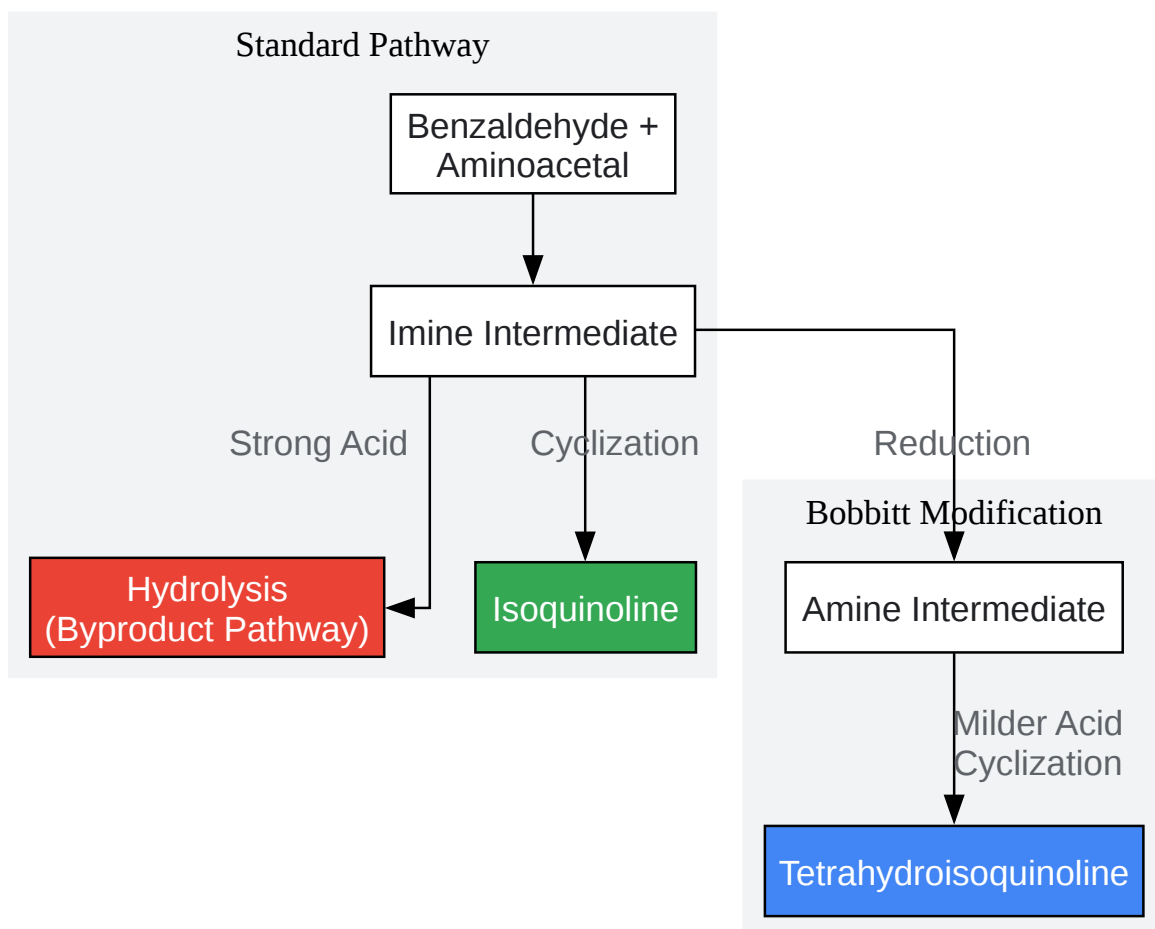 Standard Pathway
Benzaldehyde +
Aminoacetal
Imine Intermediate
Strong Acid
Cyclization
Reduction
Bobbitt Modification
Hydrolysis
(Byproduct Pathway)
Isoquinoline
Amine Intermediate
Milder Acid
Cyclization
Tetrahydroisoquinoline